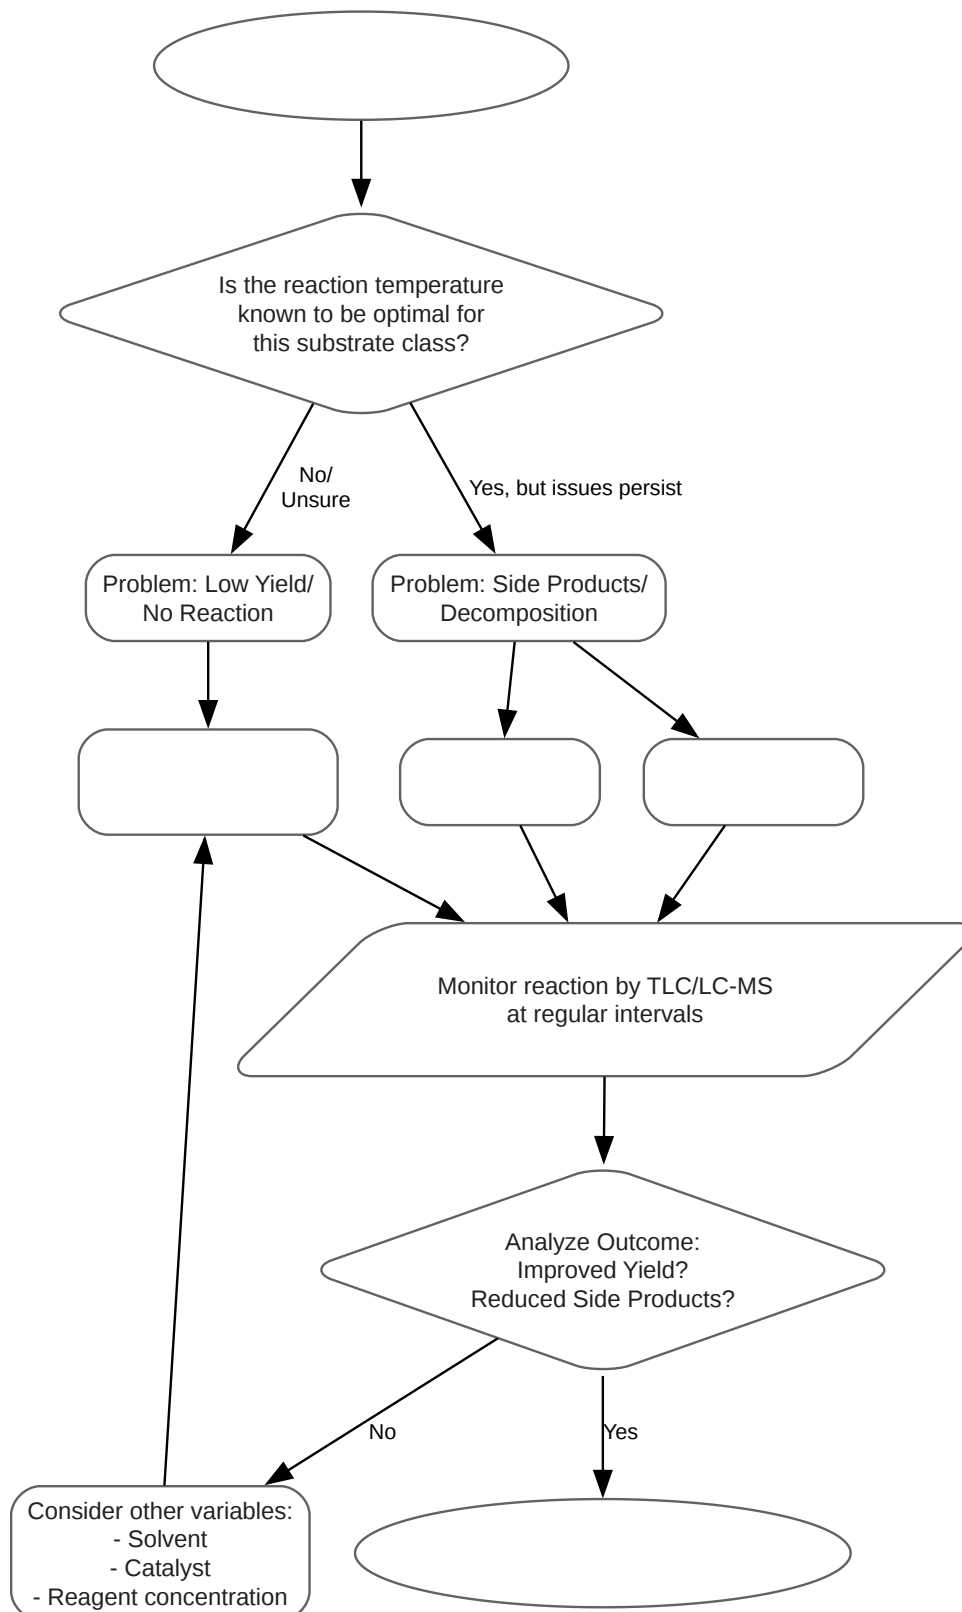 Is the reaction temperature
known to be optimal for
this substrate class?
No/
Unsure
Yes, but issues persist
Problem: Low Yield/
No Reaction
Problem: Side Products/
Decomposition
Monitor reaction by TLC/LC-MS
at regular intervals
Analyze Outcome:
Improved Yield?
Reduced Side Products?
No
Yes
Consider other variables:
- Solvent
- Catalyst
- Reagent concentration